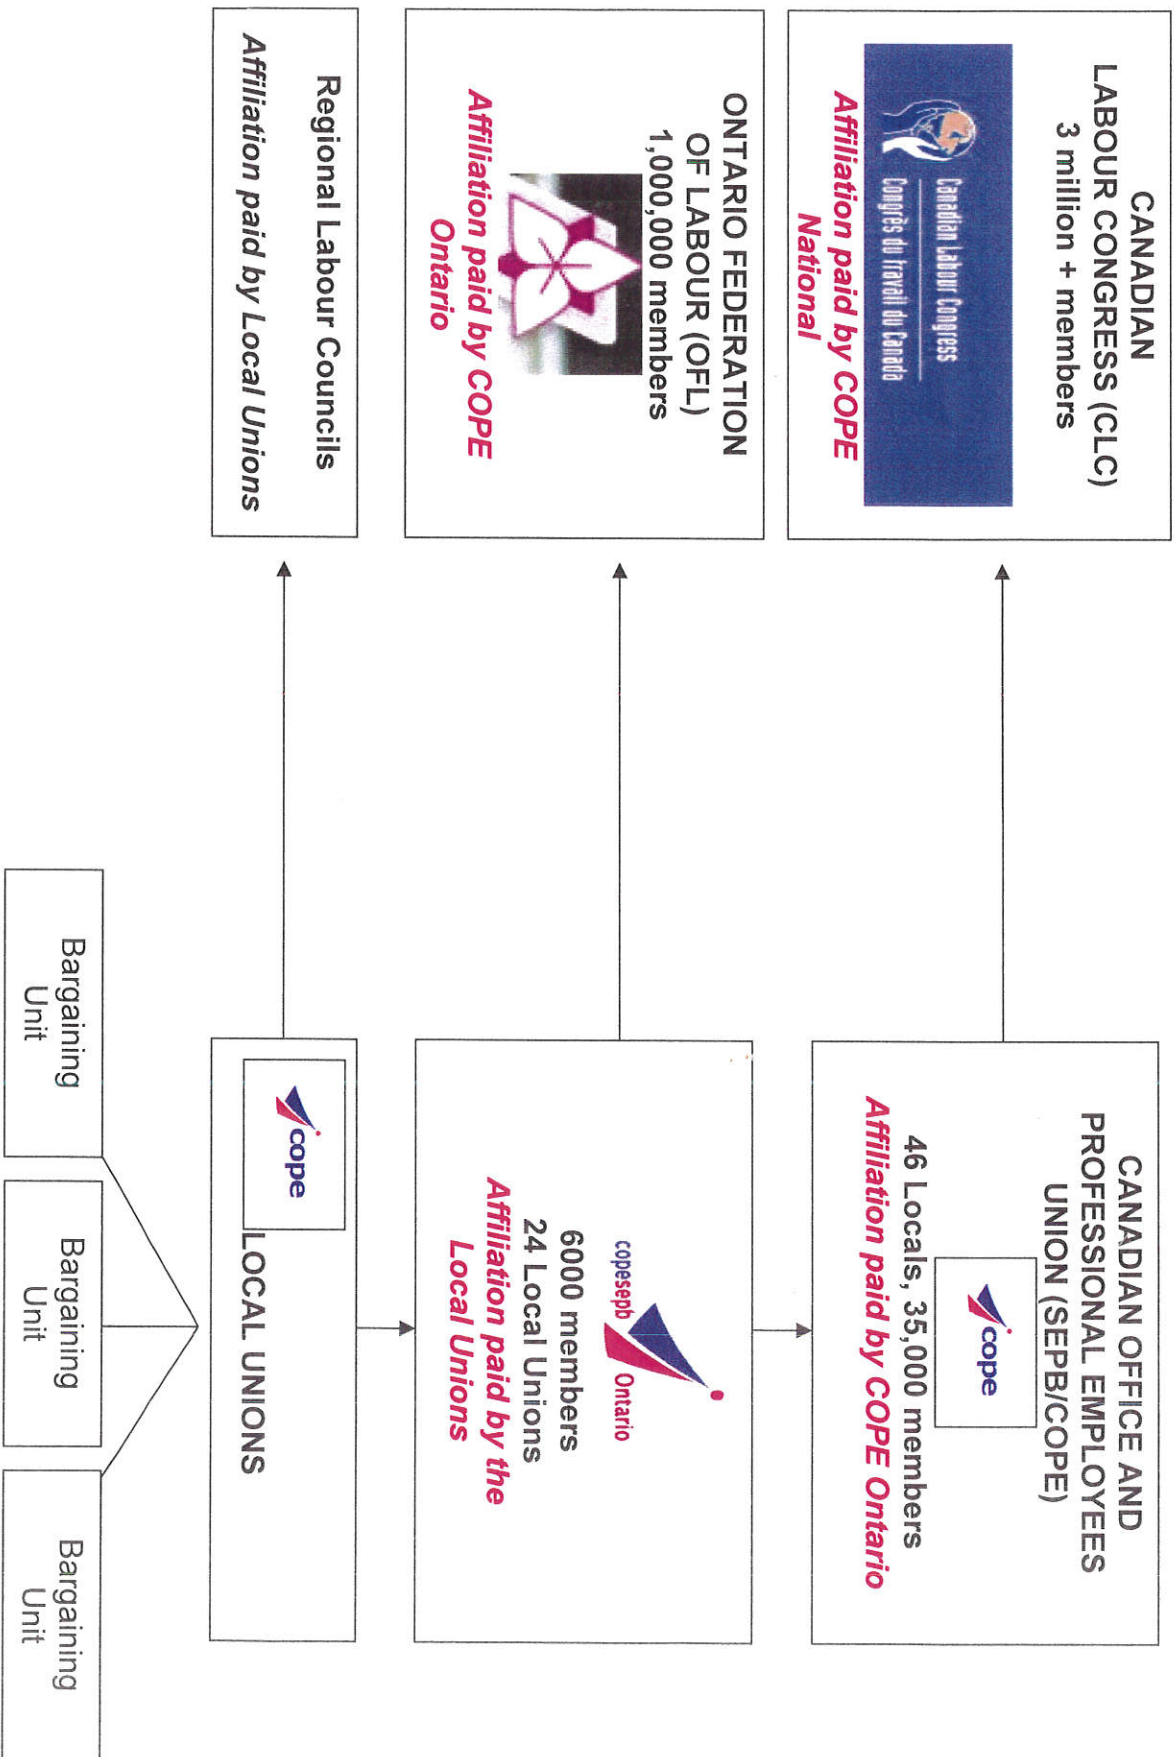 CANADIAN
LABOUR CONGRESS (CLC)
3 million + members
Canadian Labour Congress
Congrès du travail du Canada
Affiliation paid by COPE
National
CANADIAN OFFICE AND
PROFESSIONAL EMPLOYEES
UNION (SEPB/COPE)
cope
46 Locals, 35,000 members
Affiliation paid by COPE Ontario
ONTARIO FEDERATION
OF LABOUR (OFL)
1,000,000 members
Affiliation paid by COPE
Ontario
copesepb Ontario
6000 members
24 Local Unions
Affiliation paid by the
Local Unions
Regional Labour Councils
Affiliation paid by Local Unions
cope
LOCAL UNIONS
Bargaining
Unit
Bargaining
Unit
Bargaining
Unit